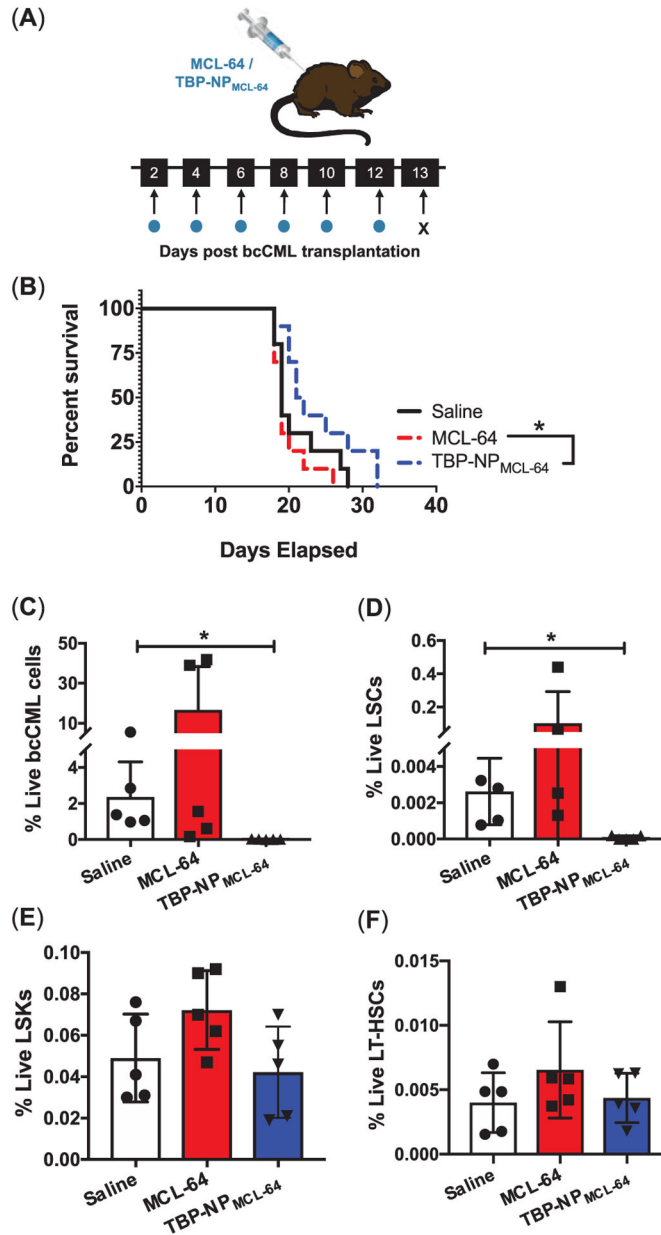 (A)
MCL-64 /
TBP-NPMCL-64
2 4 6 8 10 12 13
X
Days post bcCML transplantation
(B)
Percent survival
100
75
50
25
0
0 10 20 30 40
Days Elapsed
Saline
MCL-64
*
TBP-NPMCL-64
(C)
% Live bcCML cells
50
30
10
4
2
0
*
Saline
MCL-64
TBP-NPMCL-64
(D)
% Live LSCs
0.6
0.4
0.2
0.004
0.002
0.000
*
Saline
MCL-64
TBP-NPMCL-64
(E)
% Live LSKs
0.10
0.08
0.06
0.04
0.02
0.00
Saline
MCL-64
TBP-NPMCL-64
(F)
% Live LT-HSCs
0.015
0.010
0.005
0.000
Saline
MCL-64
TBP-NPMCL-64